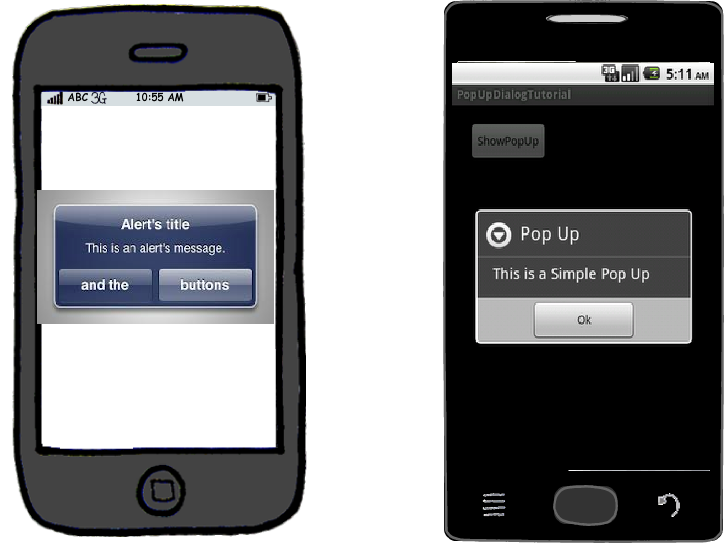 ABC 3G 10:55 AM
Alert's title
This is an alert's message.
and the buttons
3G 5:11 AM
PopUpDialogTutorial
ShowPopUp
Pop Up
This is a Simple Pop Up
Ok